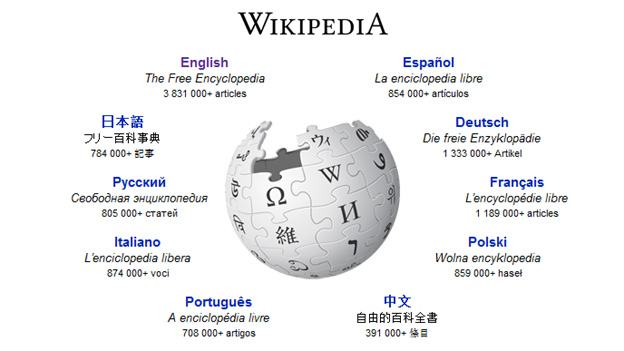 WIKIPEDIA
English
The Free Encyclopedia
3 831 000+ articles
Español
La enciclopedia libre
854 000+ artículos
日本語
フリー百科事典
784 000+ 記事
Deutsch
Die freie Enzyklopädie
1 333 000+ Artikel
Русский
Свободная энциклопедия
805 000+ статей
Français
L'encyclopédie libre
1 189 000+ articles
Italiano
L'enciclopedia libera
874 000+ voci
Polski
Wolna encyklopedia
859 000+ haseł
Português
A enciclopédia livre
708 000+ artigos
中文
自由的百科全書
391 000+ 條目
ウィ
Ω W
維 И